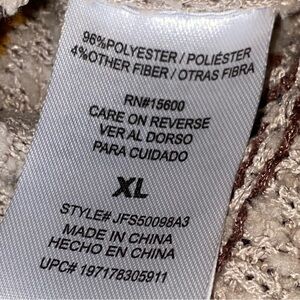 96%POLYESTER / POLIÉSTER
4%OTHER FIBER / OTRAS FIBRA
RN#15600
CARE ON REVERSE
VER AL DORSO
PARA CUIDADO
XL
STYLE# JFS50098A3
MADE IN CHINA
HECHO EN CHINA
UPC# 197178305911